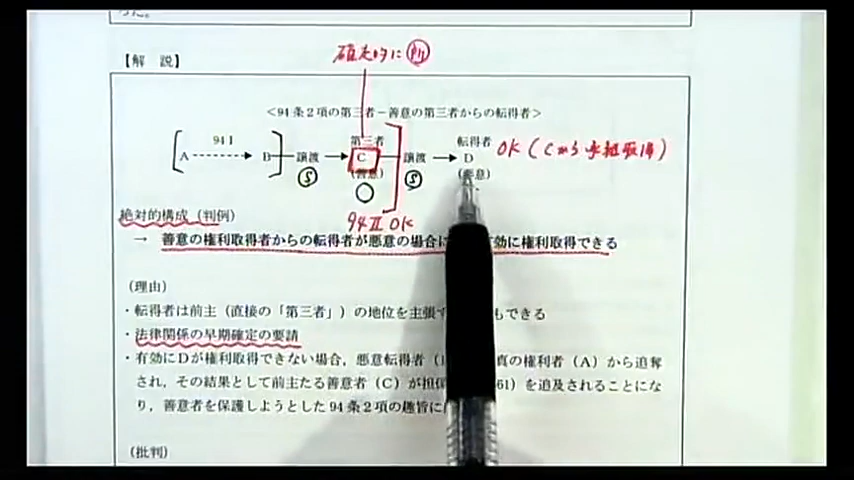 【解 説】
確定的に
<94条2項の第三者－善意の第三者からの転得者>
94Ⅰ 第三者 転得者
A B 譲渡 C 譲渡 D OK(Cから承継取得)
S (善意) S (悪意)
94Ⅱ OK
絶対的構成(判例)
→ 善意の権利取得者からの転得者が悪意の場合に 有効に権利取得できる
(理由)
・転得者は前主(直接の「第三者」)の地位を主張す もできる
・法律関係の早期確定の要請
・有効にDが権利取得できない場合，悪意転得者( 真の権利者(A)から追奪
され，その結果として前主たる善意者(C)が担保 61)を追及されることにな
り，善意者を保護しようとした94条2項の趣旨に
(批判)